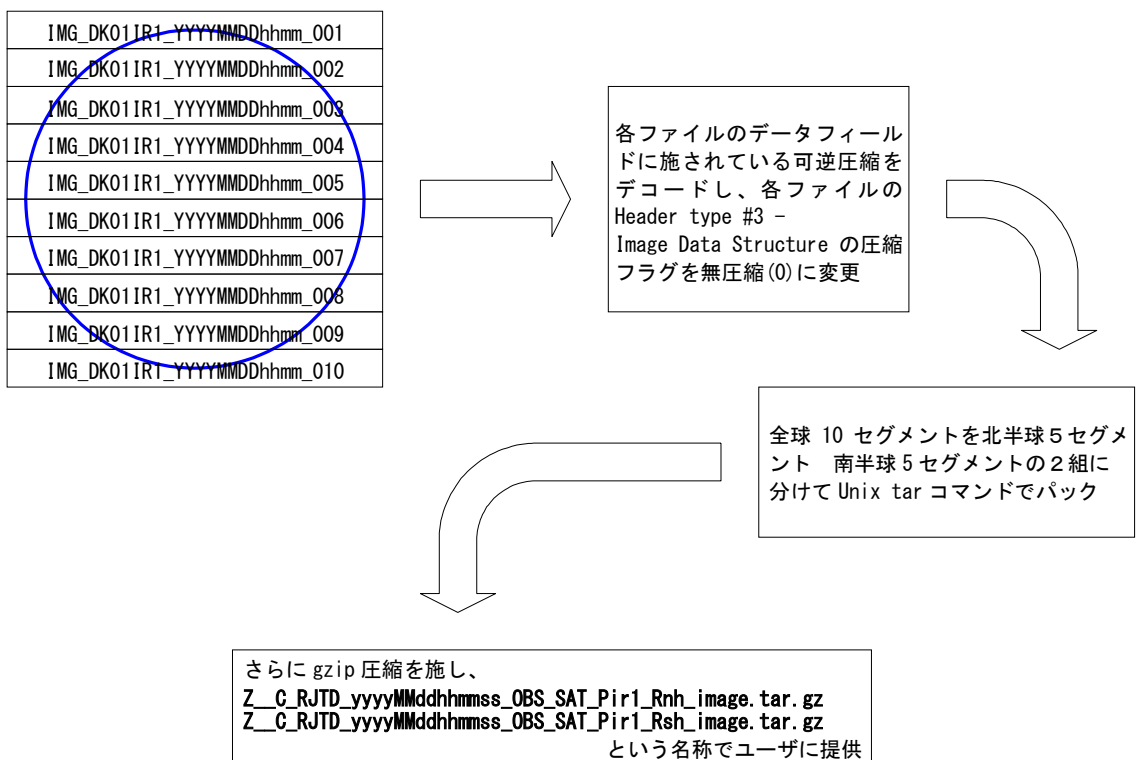 IMG_DK01IR1_YYYYMMDDhhmm_001
IMG_DK01IR1_YYYYMMDDhhmm_002
IMG_DK01IR1_YYYYMMDDhhmm_003
IMG_DK01IR1_YYYYMMDDhhmm_004
IMG_DK01IR1_YYYYMMDDhhmm_005
IMG_DK01IR1_YYYYMMDDhhmm_006
IMG_DK01IR1_YYYYMMDDhhmm_007
IMG_DK01IR1_YYYYMMDDhhmm_008
IMG_DK01IR1_YYYYMMDDhhmm_009
IMG_DK01IR1_YYYYMMDDhhmm_010
各ファイルのデータフィール
ドに施されている可逆圧縮を
デコードし、各ファイルの
Header type #3 −
Image Data Structure の圧縮
フラグを無圧縮(0)に変更
全球 10 セグメントを北半球５セグメ
ント　南半球５セグメントの２組に
分けて Unix tar コマンドでパック
さらに gzip 圧縮を施し、
Z__C_RJTD_yyyyMMddhhmmss_OBS_SAT_Pir1_Rnh_image.tar.gz
Z__C_RJTD_yyyyMMddhhmmss_OBS_SAT_Pir1_Rsh_image.tar.gz
という名称でユーザに提供